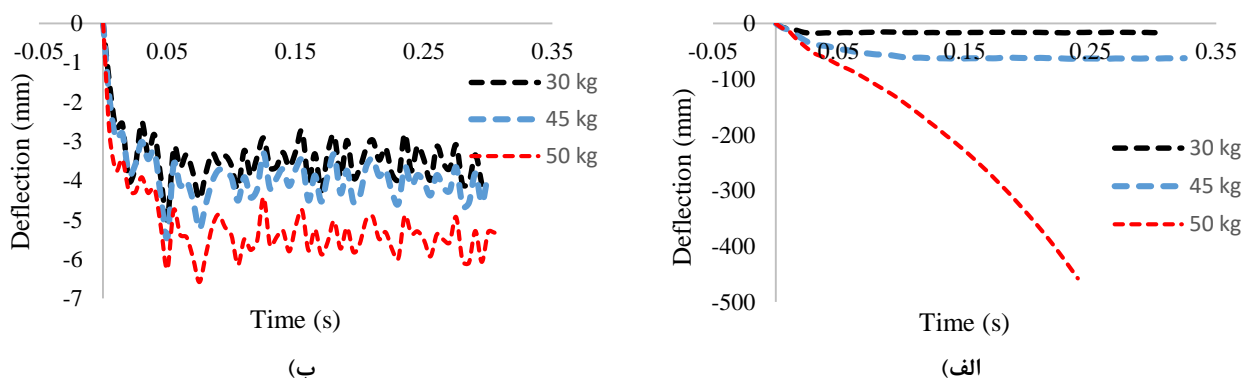 0
-1
-2
-3
-4
-5
-6
-7
-0.05 0.05 0.15 0.25 0.35
Deflection (mm)
Time (s)
30 kg
45 kg
50 kg
ب)
0
-100
-200
-300
-400
-500
-0.05 0.05 0.15 0.25 0.35
Deflection (mm)
Time (s)
30 kg
45 kg
50 kg
الف)